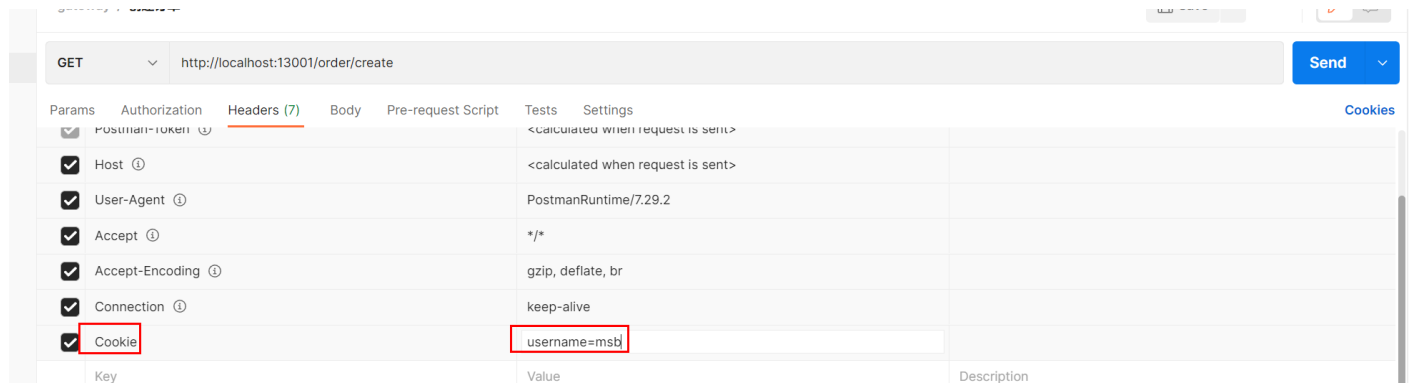 GET http://localhost:13001/order/create Send
Params Authorization Headers (7) Body Pre-request Script Tests Settings Cookies
Postman-Token <calculated when request is sent>
Host <calculated when request is sent>
User-Agent PostmanRuntime/7.29.2
Accept */*
Accept-Encoding gzip, deflate, br
Connection keep-alive
Cookie username=msb
Key Value Description